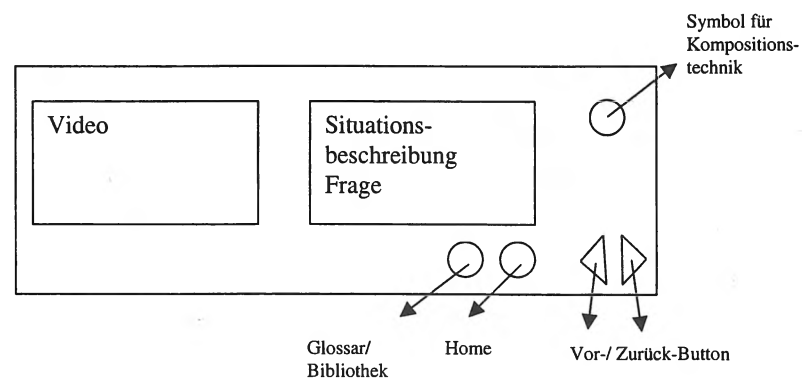 Symbol für
Kompositions-
technik
Video
Situations-
beschreibung
Frage
Glossar/
Bibliothek
Home
Vor-/ Zurück-Button